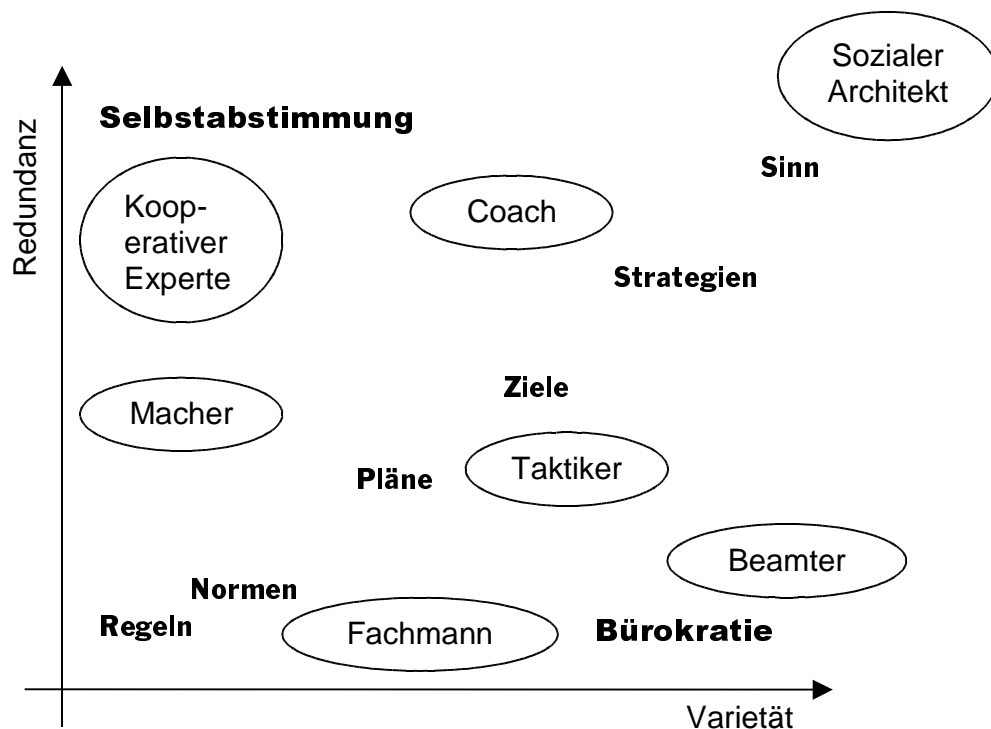 Sozialer
Architekt
Selbstabstimmung
Redundanz
Sinn
Koop-
erativer
Experte
Coach
Strategien
Ziele
Macher
Pläne
Taktiker
Beamter
Normen
Regeln
Fachmann
Bürokratie
Varietät